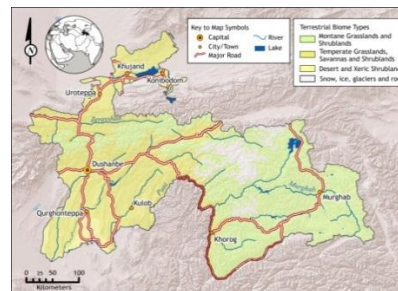 Key to Map Symbols
Capital
City/Town
Major Road
River
Lake
Terrestrial Biome Types
Montane Grasslands and
Shrublands
Temperate Grasslands,
Savannas and Shrublands
Desert and Xeric Shrublands
Snow, ice, glaciers and rock
Khujand
Konibodom
Uroteppa
Dushanbe
Murghab
Murghab
Qurghonteppa
Kulob
Khorog
0 25 50 100
Kilometers